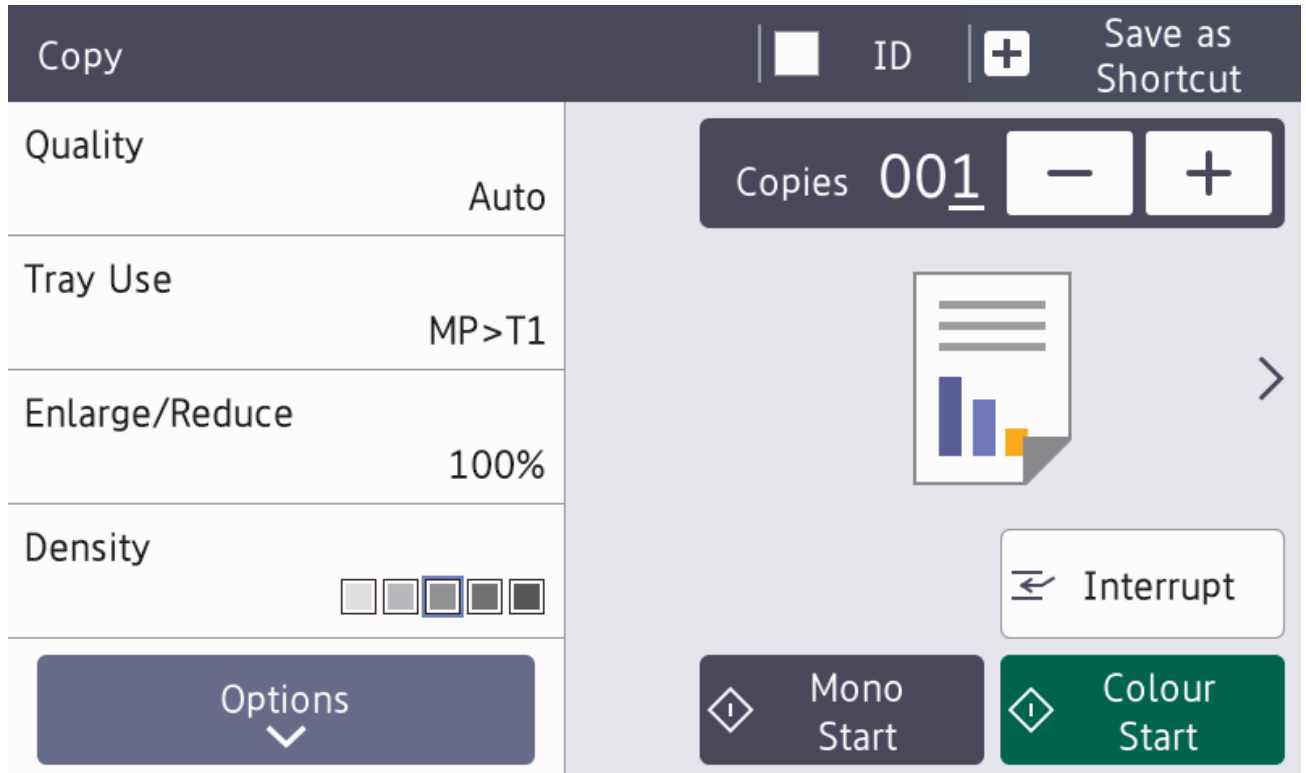 Copy
ID
Save as
Shortcut
Quality
Auto
Tray Use
MP>T1
Enlarge/Reduce
100%
Density
Options
Copies 001
Interrupt
Mono
Start
Colour
Start